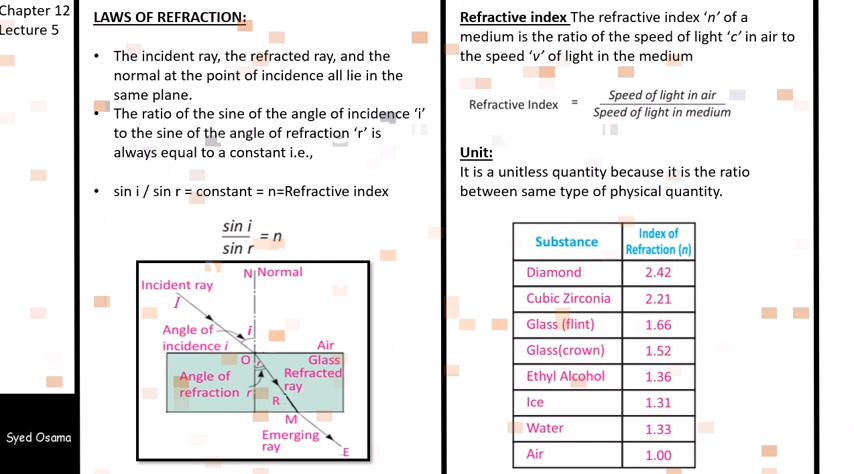 Chapter 12
Lecture 5
LAWS OF REFRACTION:
• The incident ray, the refracted ray, and the
normal at the point of incidence all lie in the
same plane.
• The ratio of the sine of the angle of incidence ‘i’
to the sine of the angle of refraction ‘r’ is
always equal to a constant i.e.,
• sin i / sin r = constant = n=Refractive index
sin i
sin r
= n
N Normal
Incident ray
I
Angle of
incidence i
i
Air
O r
Glass
Angle of
refraction r
Refracted
ray
R
M
Emerging
ray
E
Syed Osama
Refractive index The refractive index ‘n’ of a
medium is the ratio of the speed of light ‘c’ in air to
the speed ‘v’ of light in the medium
Refractive Index = Speed of light in air
Speed of light in medium
Unit:
It is a unitless quantity because it is the ratio
between same type of physical quantity.
Substance Index of
Refraction (n)
Diamond 2.42
Cubic Zirconia 2.21
Glass (flint) 1.66
Glass(crown) 1.52
Ethyl Alcohol 1.36
Ice 1.31
Water 1.33
Air 1.00